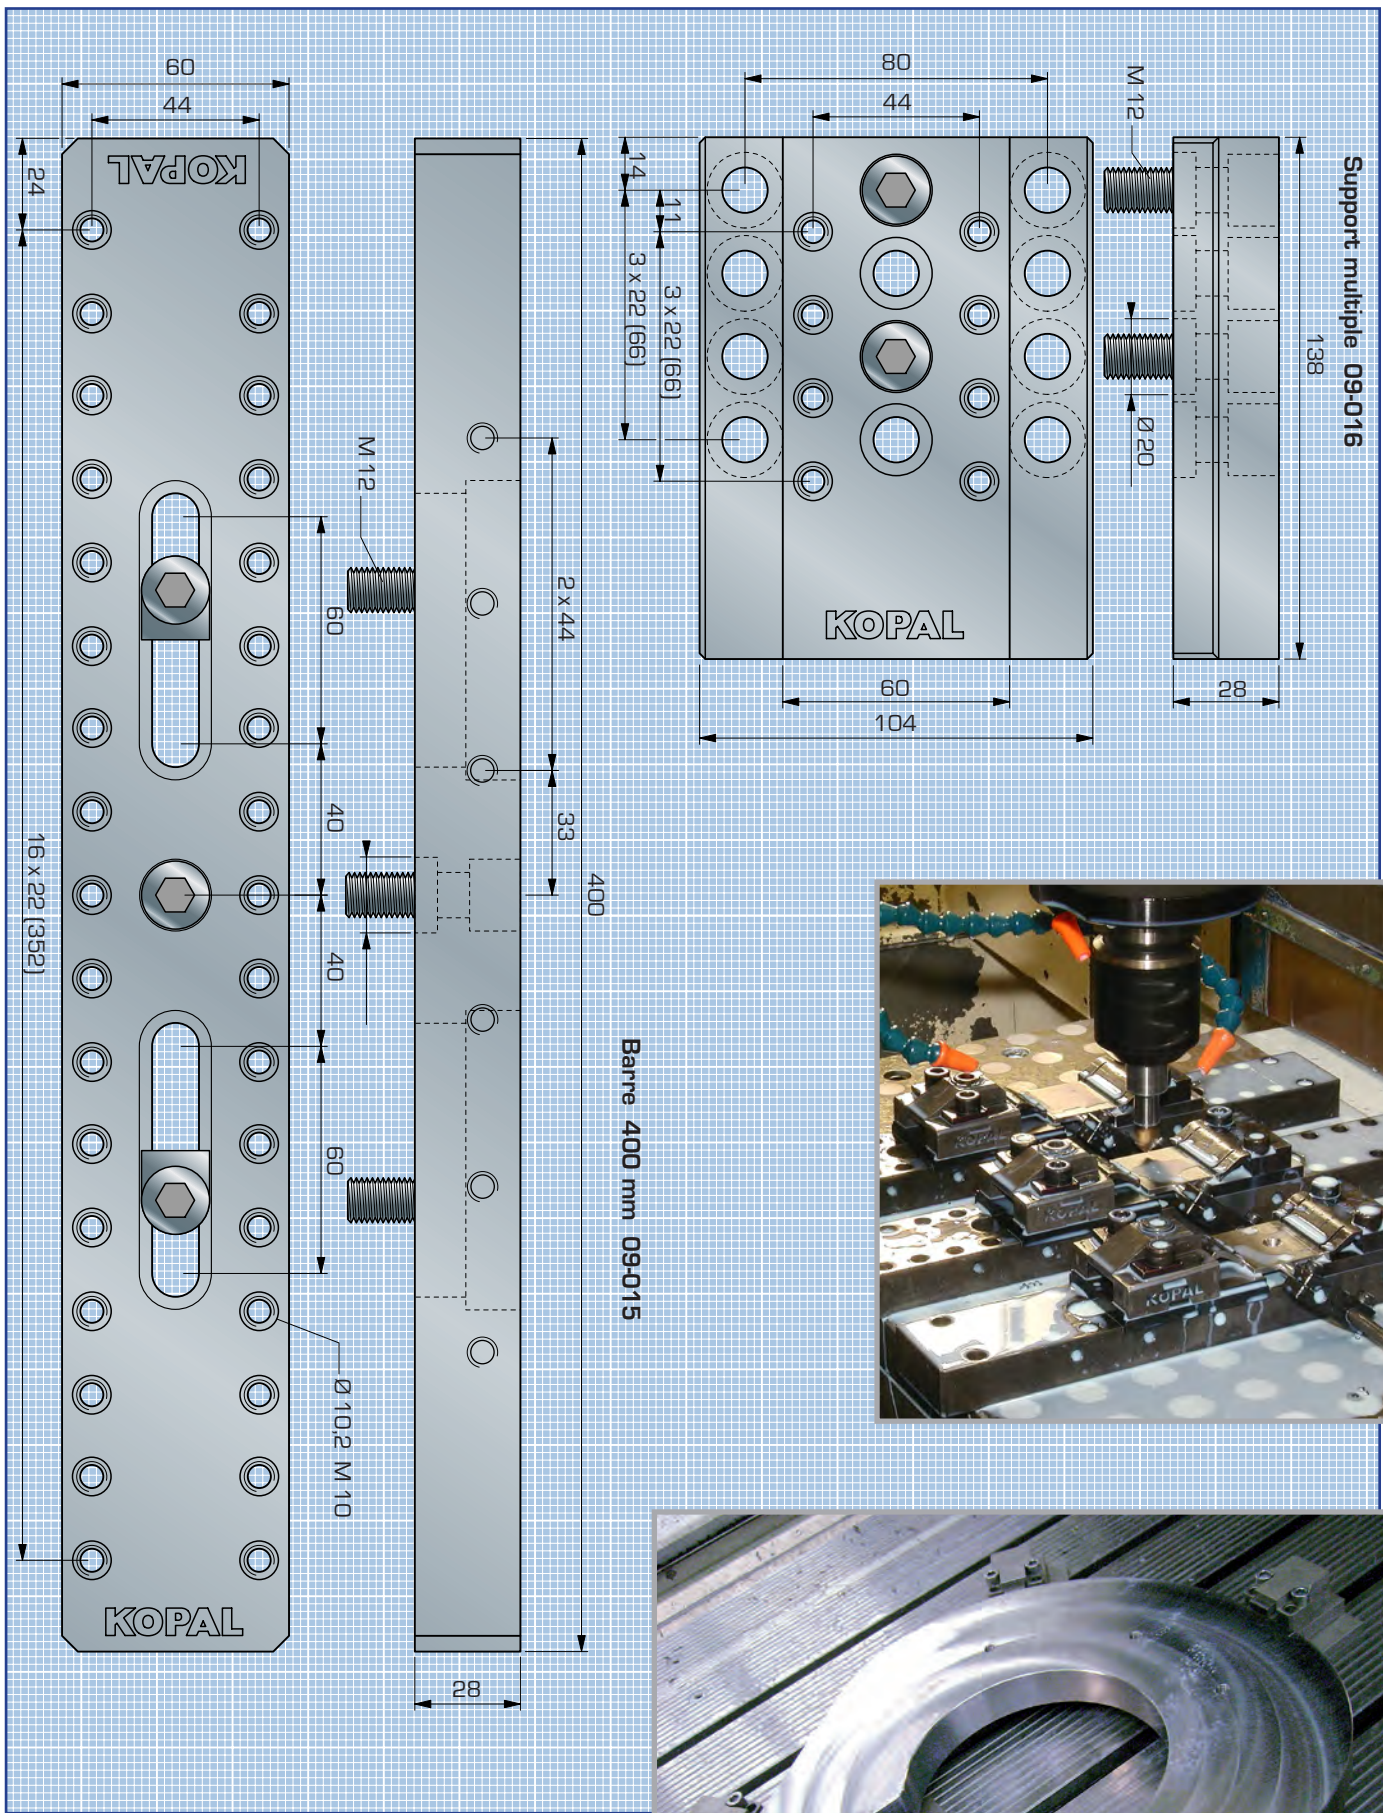 Support multiple 09-016
80
44
M 12
14
11
3 x 22 (66)
3 x 22 (66)
138
Ø 20
KOPAL
60
104
28
60
44
24
KOPAL
16 x 22 (352)
60
40
40
60
M 12
2 x 44
33
400
Ø 10,2 M 10
KOPAL
28
Barre 400 mm 09-015
KOPAL
KOPAL
KOPAL